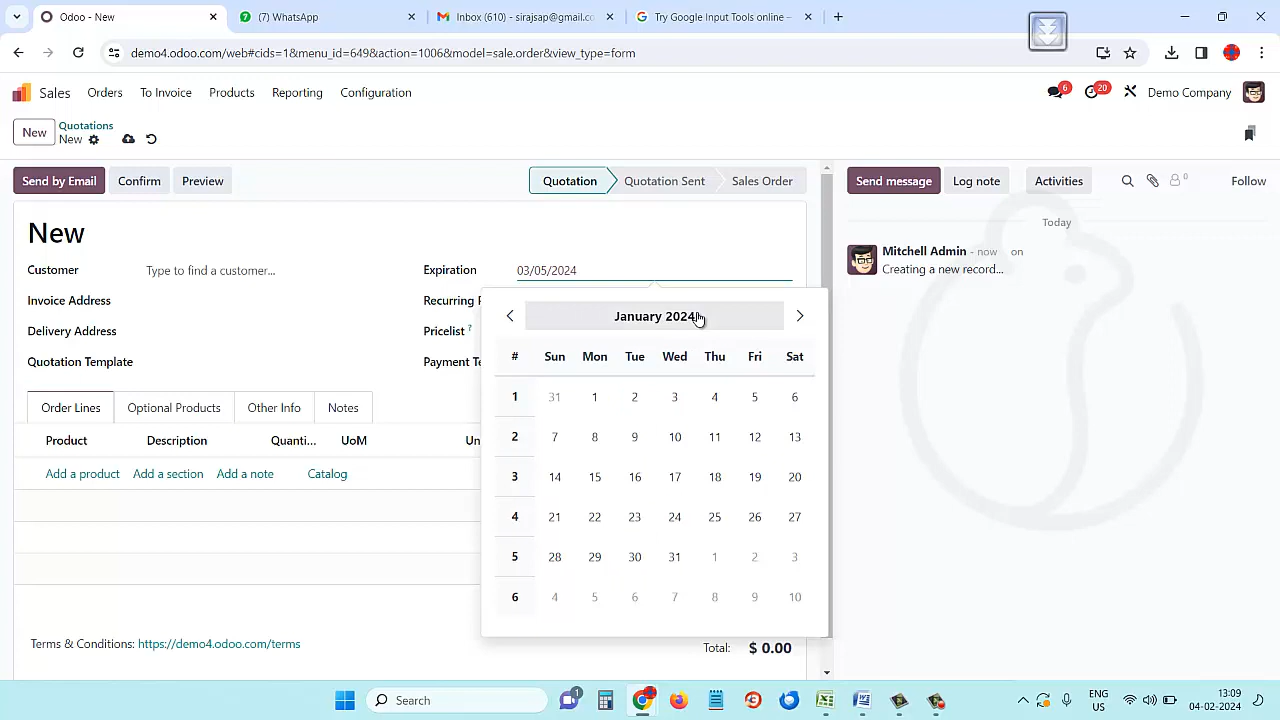 Odoo - New
(7) WhatsApp
Inbox (610) - sirajsap@gmail.co
Try Google Input Tools online –
demo4.odoo.com/web#cids=1&menu_id=499&action=1006&model=sale.order&view_type=form
Sales Orders To Invoice Products Reporting Configuration
6 20 Demo Company
New Quotations
New
Send by Email Confirm Preview Quotation Quotation Sent Sales Order
Send message Log note Activities 0 Follow
New
Today
Customer Type to find a customer... Expiration 03/05/2024
Mitchell Admin - now on
Creating a new record...
Invoice Address Recurring P
Delivery Address Pricelist ?
Quotation Template Payment Te
January 2024
# Sun Mon Tue Wed Thu Fri Sat
1 31 1 2 3 4 5 6
2 7 8 9 10 11 12 13
3 14 15 16 17 18 19 20
4 21 22 23 24 25 26 27
5 28 29 30 31 1 2 3
6 4 5 6 7 8 9 10
Order Lines Optional Products Other Info Notes
Product Description Quanti... UoM Un
Add a product Add a section Add a note Catalog
Terms & Conditions: https://demo4.odoo.com/terms
Total: $ 0.00
Search
1
ENG
US
13:09
04-02-2024